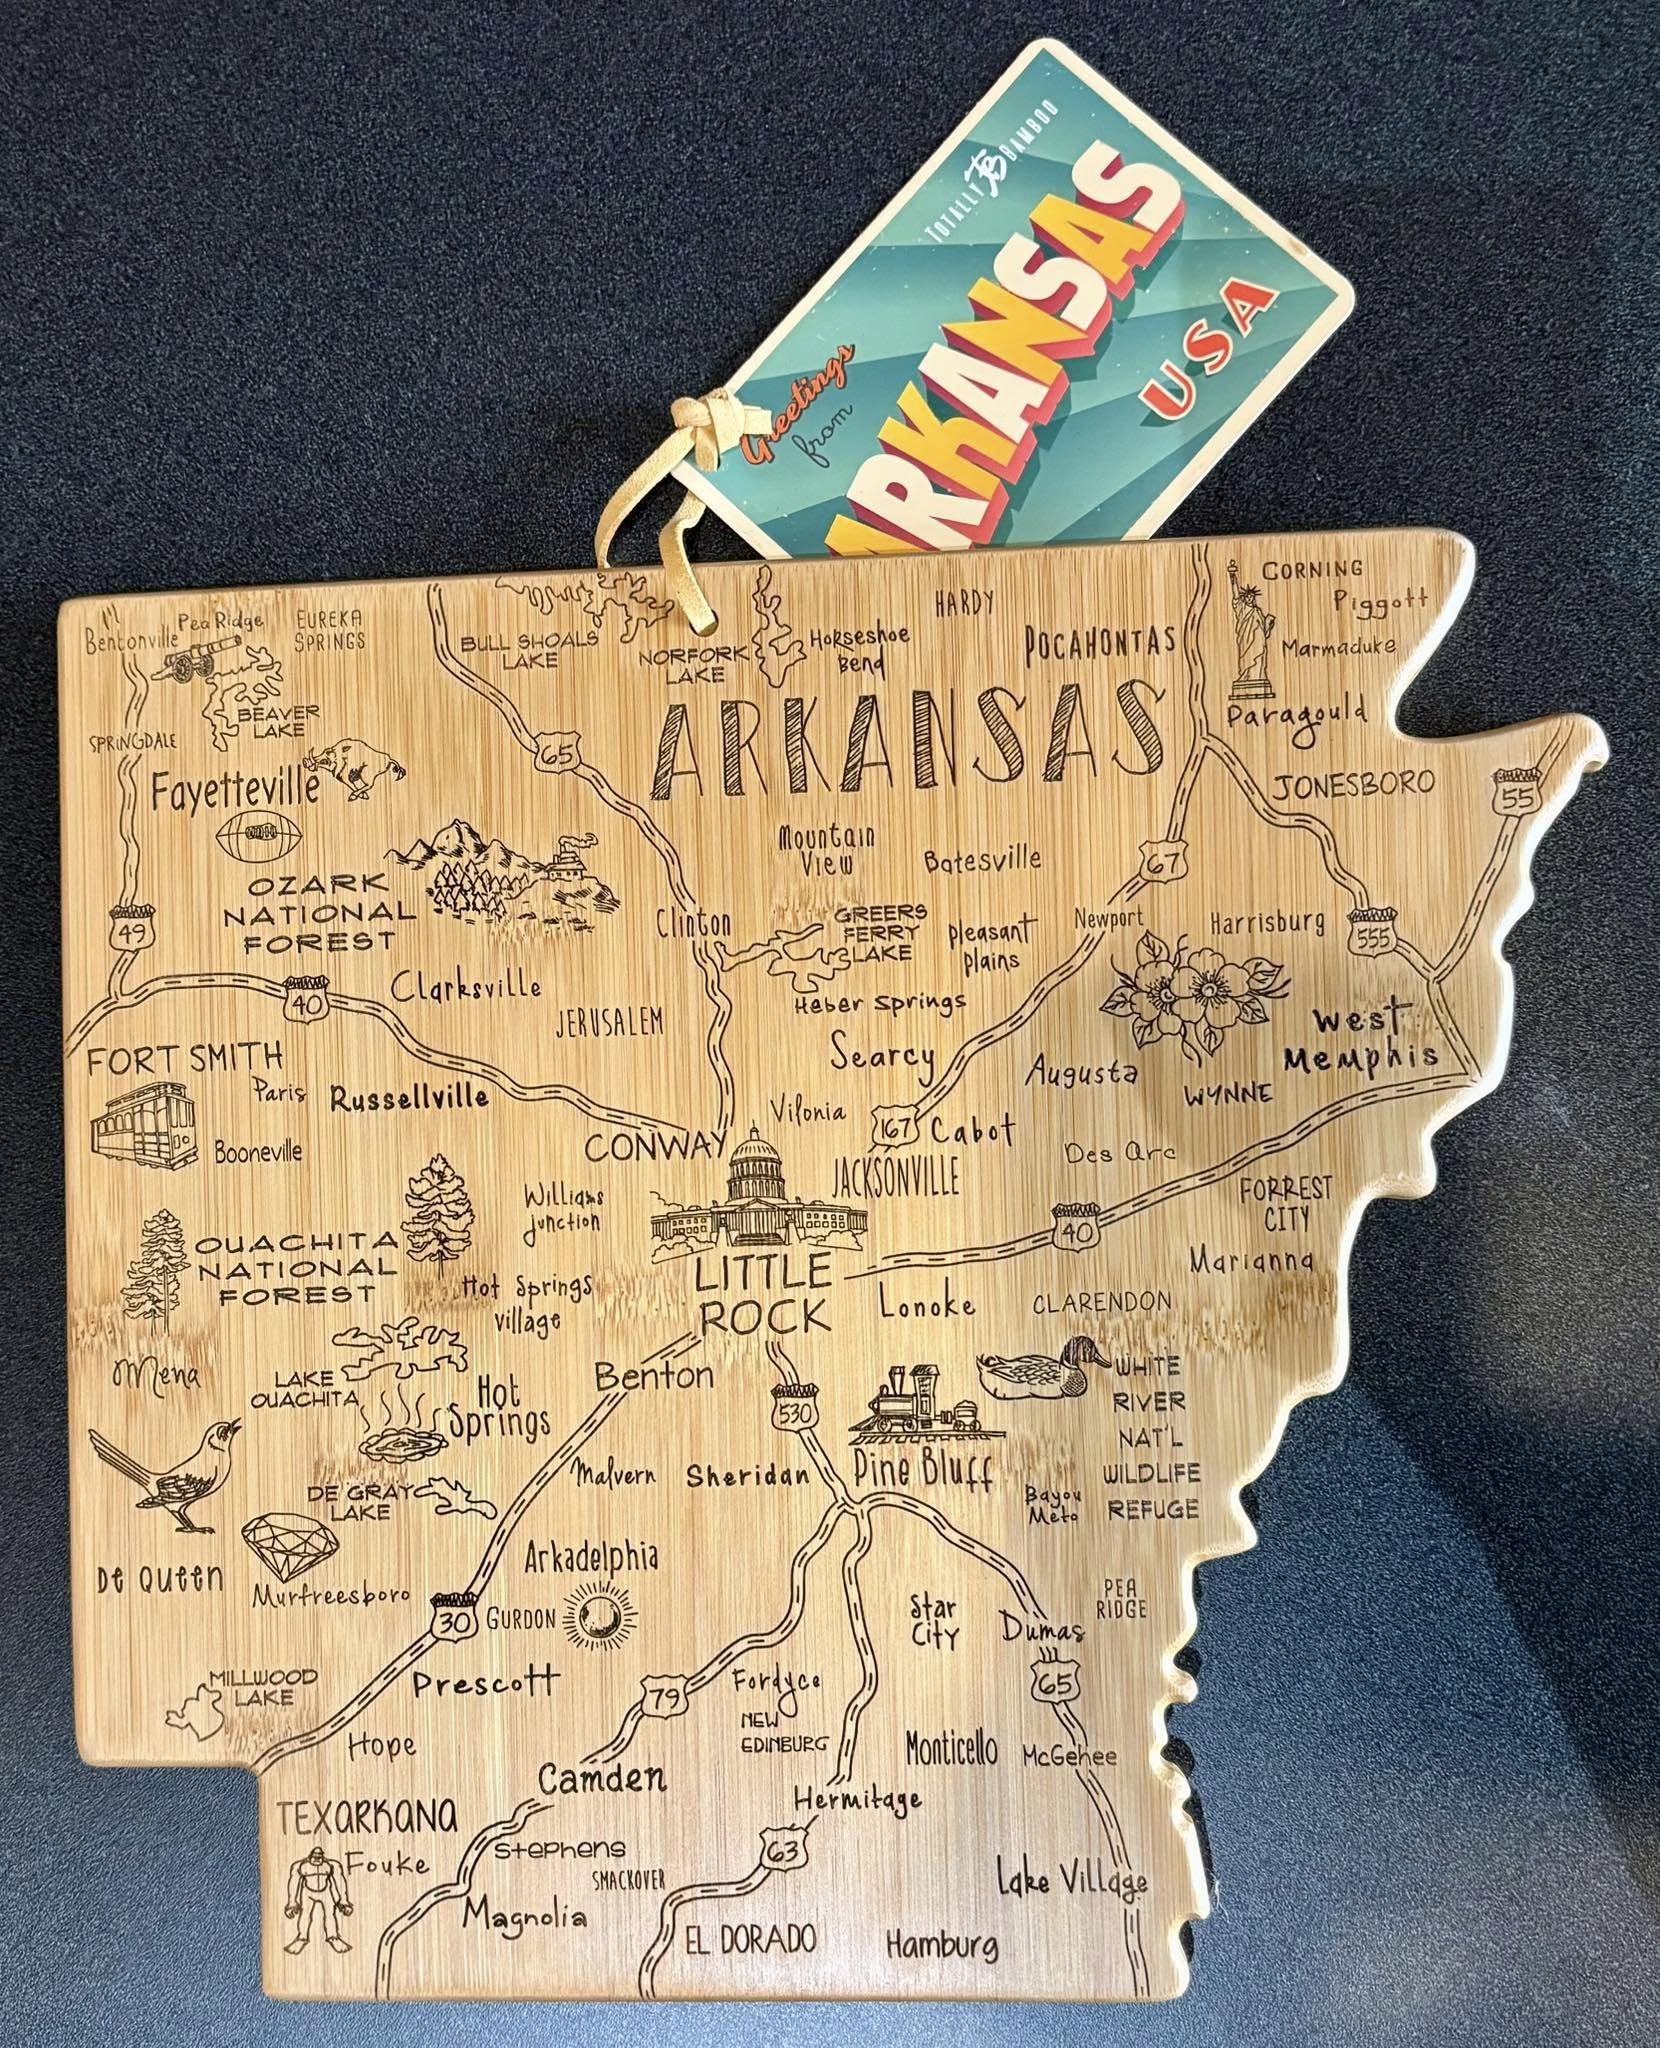 TOTALLY TB BAMBOO
Greetings
from
ARKANSAS
USA
Bentonville
Pea Ridge
EUREKA
SPRINGS
BULL SHOALS
LAKE
NORFORK
LAKE
Horseshoe
Bend
HARDY
POCAHONTAS
CORNING
Piggott
Marmaduke
Paragould
SPRINGDALE
BEAVER
LAKE
65
ARKANSAS
JONESBORO
55
Fayetteville
Mountain
View
Batesville
67
OZARK
NATIONAL
FOREST
49
Clinton
GREERS
FERRY
LAKE
Pleasant
Plains
Newport
Harrisburg
555
40
Clarksville
JERUSALEM
Heber Springs
West
Memphis
FORT SMITH
Paris
Russellville
Searcy
Augusta
WYNNE
Booneville
Vilonia
167
Cabot
CONWAY
JACKSONVILLE
Des Arc
Williams
Junction
FORREST
CITY
OUACHITA
NATIONAL
FOREST
40
Marianna
Hot Springs
Village
LITTLE
ROCK
Lonoke
CLARENDON
Mena
LAKE
OUACHITA
Hot
Springs
Benton
530
WHITE
RIVER
NAT'L
WILDLIFE
REFUGE
Malvern
Sheridan
Pine Bluff
Bayou
Meto
DE GRAY
LAKE
De Queen
Murfreesboro
Arkadelphia
30
GURDON
Star
City
Dumas
PEA
RIDGE
MILLWOOD
LAKE
Prescott
79
Fordyce
65
NEW
EDINBURG
Hope
Monticello
McGehee
Camden
Hermitage
TEXARKANA
Fouke
Stephens
63
SMACKOVER
Lake Village
Magnolia
EL DORADO
Hamburg